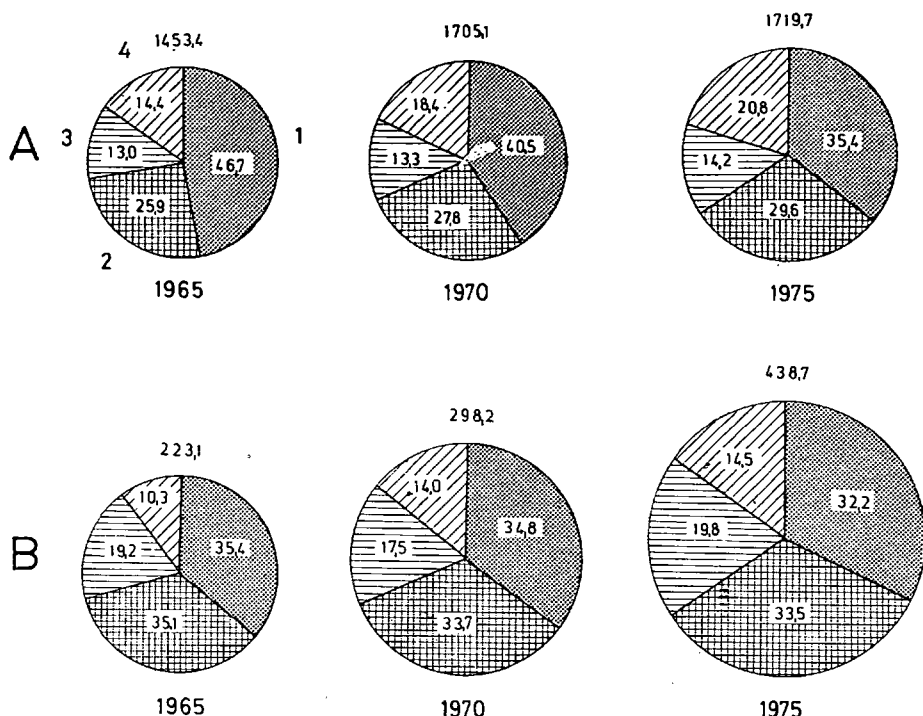 4 1453,4 1705,1 1719,7
A 3 14,4 13,0 46,7 25,9 1 2
18,4 13,3 40,5 27,8
20,8 14,2 35,4 29,6
1965 1970 1975
223,1 298,2 438,7
B 10,3 19,2 35,4 35,1
14,0 17,5 34,8 33,7
14,5 19,8 32,2 33,5
1965 1970 1975